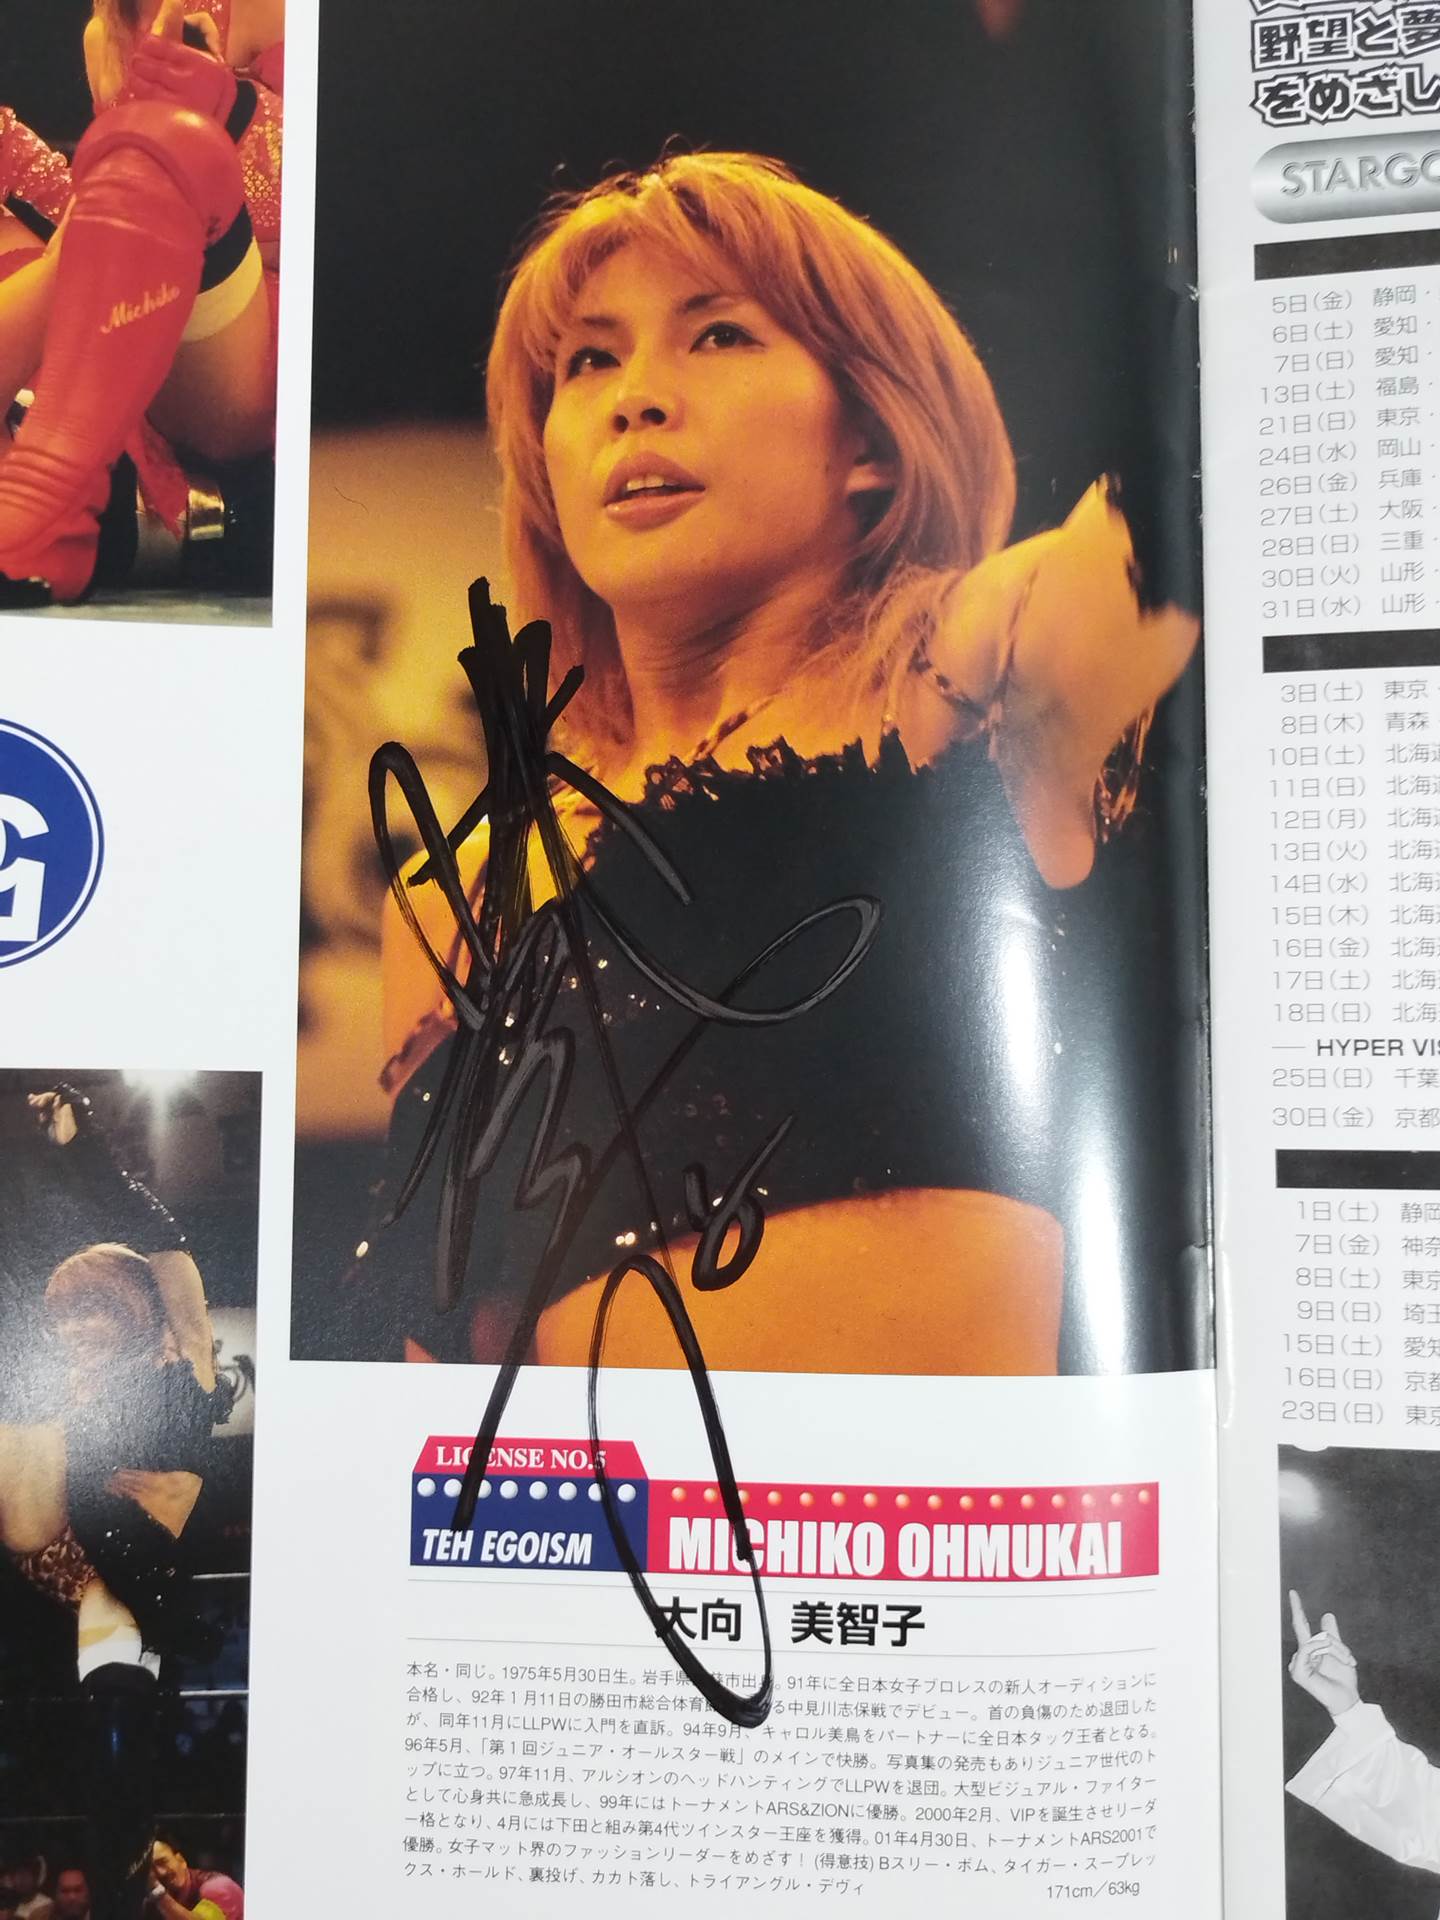 Michiko
LICENSE NO.5
TEH EGOISM
MICHIKO OHMUKAI
大向 美智子
本名・同じ。1975年5月30日生。岩手県 市出身。91年に全日本女子プロレスの新人オーディションに
合格し、92年1月11日の勝田市総合体育館 る中見川志保戦でデビュー。首の負傷のため退団した
が、同年11月にLLPWに入門を直訴。94年9月、キャロル美鳥をパートナーに全日本タッグ王者となる。
96年5月、「第1回ジュニア・オールスター戦」のメインで快勝。写真集の発売もありジュニア世代のト
ップに立つ。97年11月、アルシオンのヘッドハンティングでLLPWを退団。大型ビジュアル・ファイター
として心身共に急成長し、99年にはトーナメントARS&ZIONに優勝。2000年2月、VIPを誕生させリーダ
ー格となり、4月には下田と組み第4代ツインスター王座を獲得。01年4月30日、トーナメントARS2001で
優勝。女子マット界のファッションリーダーをめざす! (得意技) Bスリー・ボム、タイガー・スープレッ
クス・ホールド、裏投げ、カカト落し、トライアングル・デヴィ
171cm/63kg
野望と夢
をめざし
STARGO
5日(金) 静岡・
6日(土) 愛知・
7日(日) 愛知・
13日(土) 福島・
21日(日) 東京・
24日(水) 岡山・
26日(金) 兵庫・
27日(土) 大阪・
28日(日) 三重・
30日(火) 山形・
31日(水) 山形・
3日(土) 東京・
8日(木) 青森・
10日(土) 北海道
11日(日) 北海道
12日(月) 北海道
13日(火) 北海道
14日(水) 北海道
15日(木) 北海道
16日(金) 北海道
17日(土) 北海道
18日(日) 北海道
HYPER VIS
25日(日) 千葉
30日(金) 京都
1日(土) 静岡
7日(金) 神奈
8日(土) 東京
9日(日) 埼玉
15日(土) 愛知
16日(日) 京都
23日(日) 東京